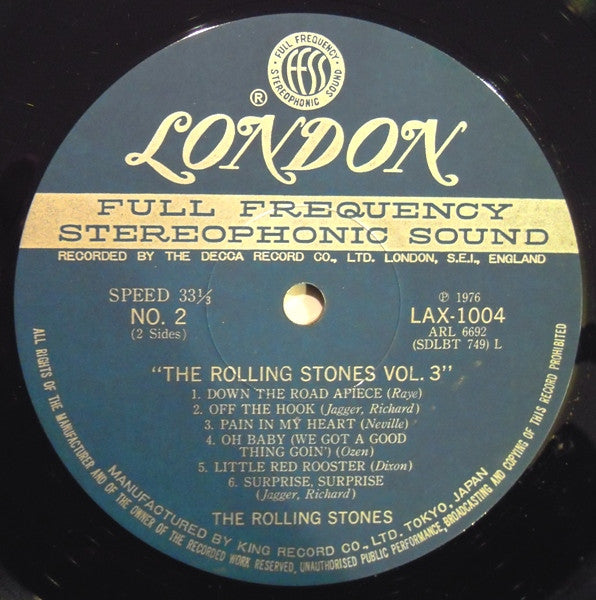 FULL FREQUENCY
ffss
STEREOPHONIC SOUND
®
LONDON
FULL FREQUENCY
STEREOPHONIC SOUND
RECORDED BY THE DECCA RECORD CO., LTD. LONDON, S.E.I., ENGLAND
SPEED 33⅓
NO. 2
(2 Sides)
℗ 1976
LAX-1004
ARL 6692
(SDLBT 749) L
"THE ROLLING STONES VOL. 3"
1. DOWN THE ROAD APIECE (Raye)
2. OFF THE HOOK (Jagger, Richard)
3. PAIN IN MY HEART (Neville)
4. OH BABY (WE GOT A GOOD
THING GOIN') (Ozen)
5. LITTLE RED ROOSTER (Dixon)
6. SURPRISE, SURPRISE
(Jagger, Richard)
THE ROLLING STONES
MANUFACTURED BY KING RECORD CO., LTD. TOKYO, JAPAN
ALL RIGHTS OF THE MANUFACTURER AND OF THE OWNER OF THE RECORDED WORK RESERVED, UNAUTHORISED PUBLIC PERFORMANCE, BROADCASTING AND COPYING OF THIS RECORD PROHIBITED